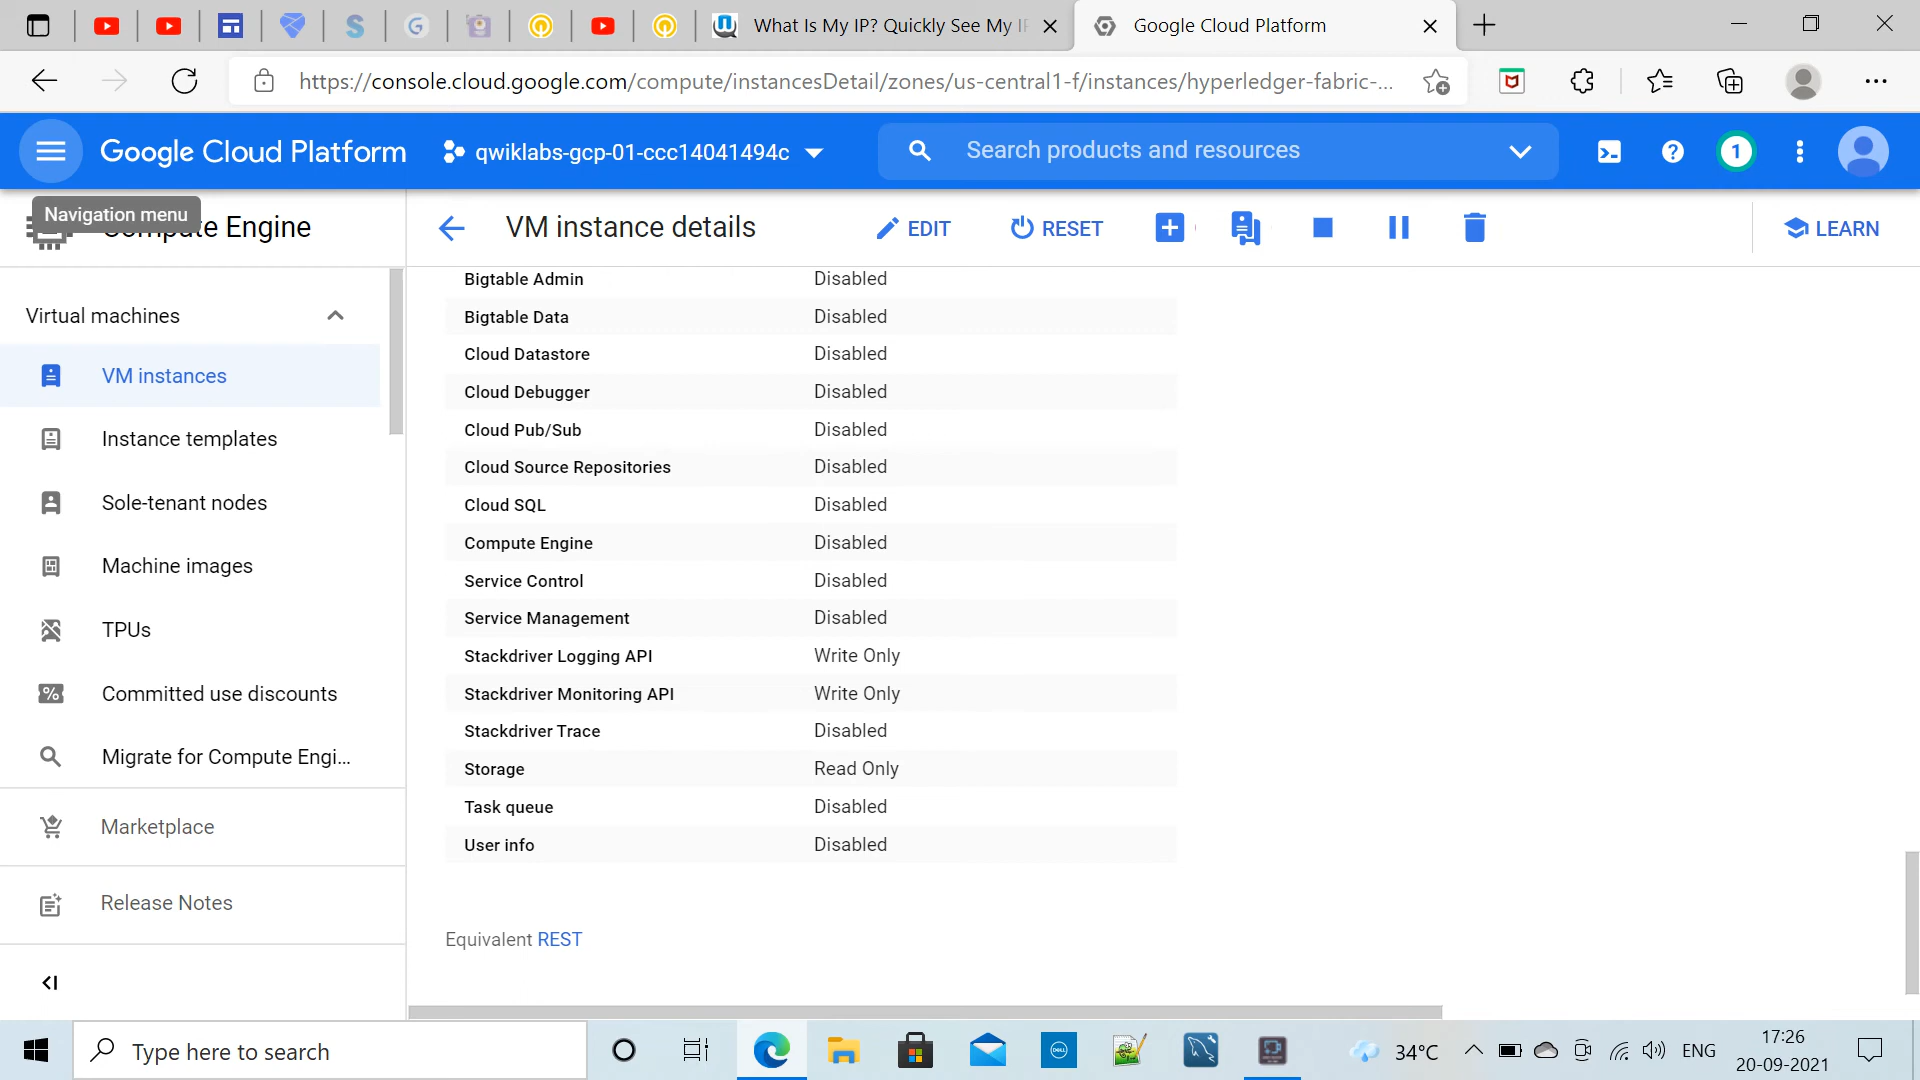 What Is My IP? Quickly See My IP
Google Cloud Platform
https://console.cloud.google.com/compute/instancesDetail/zones/us-central1-f/instances/hyperledger-fabric-...
Google Cloud Platform
qwiklabs-gcp-01-ccc14041494c
Search products and resources
1
Navigation menu
Compute Engine
VM instance details
EDIT
RESET
LEARN
Virtual machines
VM instances
Instance templates
Sole-tenant nodes
Machine images
TPUs
Committed use discounts
Migrate for Compute Engi...
Marketplace
Release Notes
Bigtable Admin Disabled
Bigtable Data Disabled
Cloud Datastore Disabled
Cloud Debugger Disabled
Cloud Pub/Sub Disabled
Cloud Source Repositories Disabled
Cloud SQL Disabled
Compute Engine Disabled
Service Control Disabled
Service Management Disabled
Stackdriver Logging API Write Only
Stackdriver Monitoring API Write Only
Stackdriver Trace Disabled
Storage Read Only
Task queue Disabled
User info Disabled
Equivalent REST
Type here to search
DELL
34°C
ENG
17:26
20-09-2021